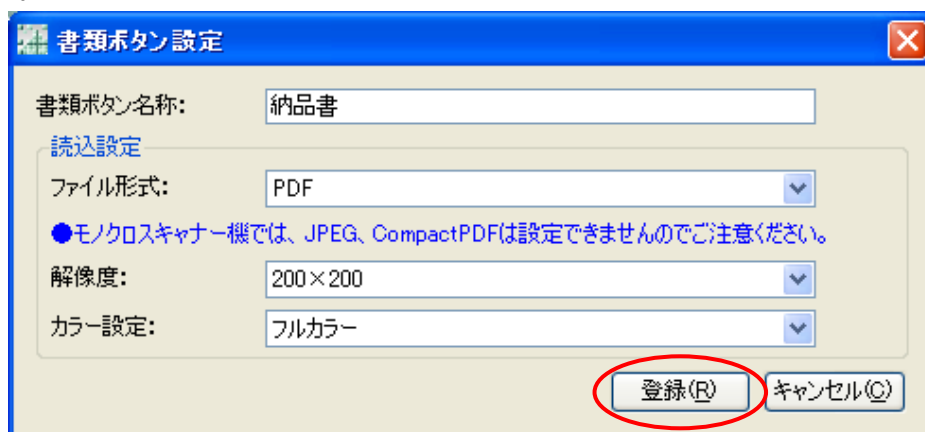 書類ボタン設定
書類ボタン名称: 納品書
読込設定
ファイル形式: PDF
●モノクロスキャナー機では、JPEG、CompactPDFは設定できませんのでご注意ください。
解像度: 200×200
カラー設定: フルカラー
登録(R) キャンセル(C)